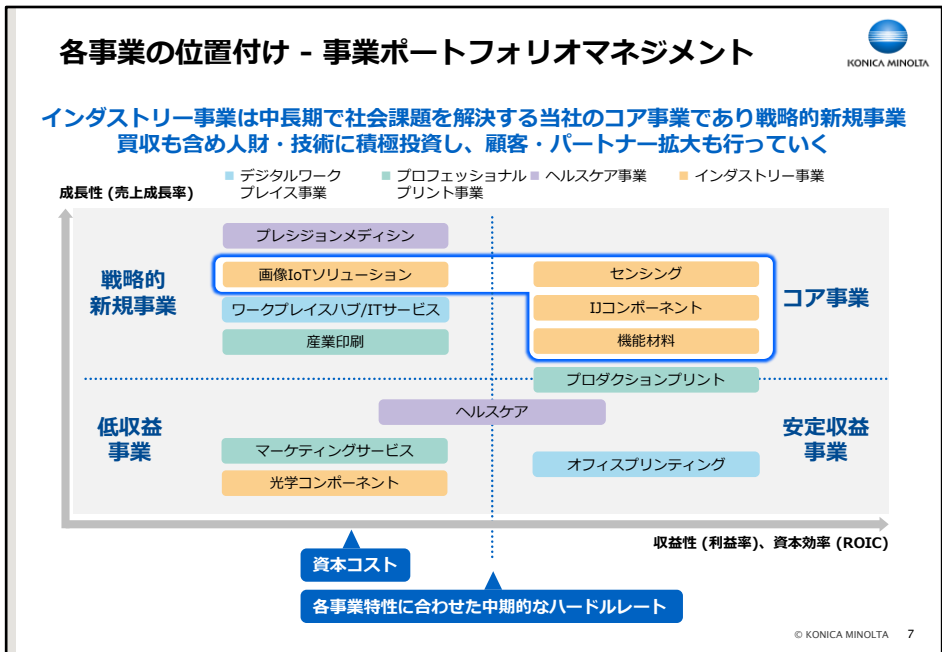 各事業の位置付け - 事業ポートフォリオマネジメント
KONICA MINOLTA
インダストリー事業は中長期で社会課題を解決する当社のコア事業であり戦略的新規事業
買収も含め人財・技術に積極投資し、顧客・パートナー拡大も行っていく
成長性 (売上成長率)
デジタルワーク
プレイス事業
プロフェッショナル
プリント事業
ヘルスケア事業
インダストリー事業
戦略的
新規事業
プレシジョンメディシン
画像IoTソリューション
ワークプレイスハブ/ITサービス
産業印刷
センシング
IJコンポーネント
機能材料
コア事業
プロダクションプリント
ヘルスケア
低収益
事業
マーケティングサービス
光学コンポーネント
オフィスプリンティング
安定収益
事業
収益性 (利益率)、資本効率 (ROIC)
資本コスト
各事業特性に合わせた中期的なハードルレート
© KONICA MINOLTA 7